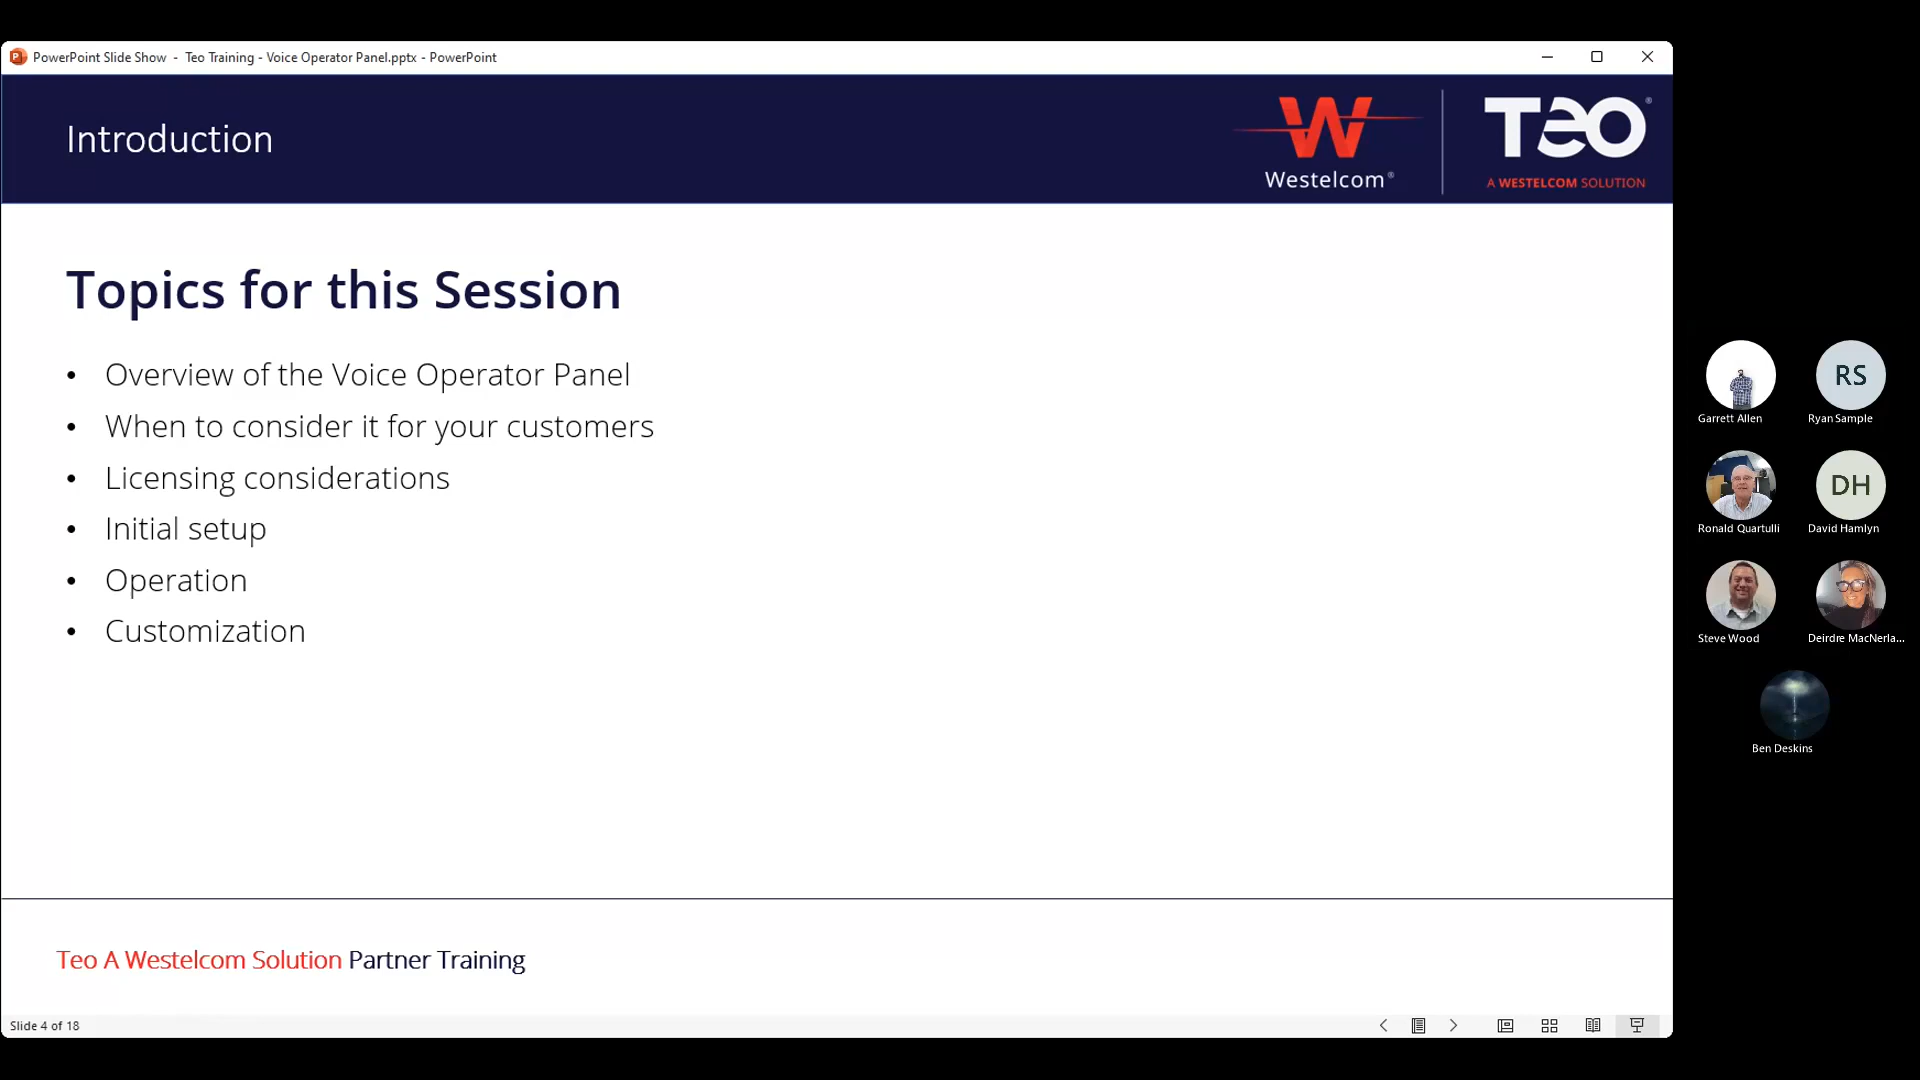 PowerPoint Slide Show - Teo Training - Voice Operator Panel.pptx - PowerPoint
Introduction
W
Westelcom®
Teo®
A WESTELCOM SOLUTION
Topics for this Session
• Overview of the Voice Operator Panel
• When to consider it for your customers
• Licensing considerations
• Initial setup
• Operation
• Customization
Teo A Westelcom Solution Partner Training
Slide 4 of 18
RS
Garrett Allen
Ryan Sample
DH
Ronald Quartulli
David Hamlyn
Steve Wood
Deirdre MacNerla...
Ben Deskins